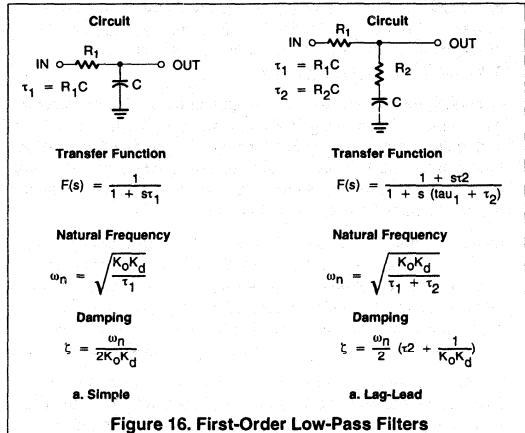 Circuit
R1
IN OUT
τ1 = R1C
C
Transfer Function
F(s) = 1 / (1 + sτ1)
Natural Frequency
ωn = √(KoKd / τ1)
Damping
ζ = ωn / (2KoKd)
a. Simple
Circuit
R1
IN OUT
τ1 = R1C
R2
τ2 = R2C
C
Transfer Function
F(s) = (1 + sτ2) / (1 + s (tau1 + τ2))
Natural Frequency
ωn = √(KoKd / (τ1 + τ2))
Damping
ζ = ωn / 2 (τ2 + 1 / KoKd)
a. Lag-Lead
Figure 16. First-Order Low-Pass Filters